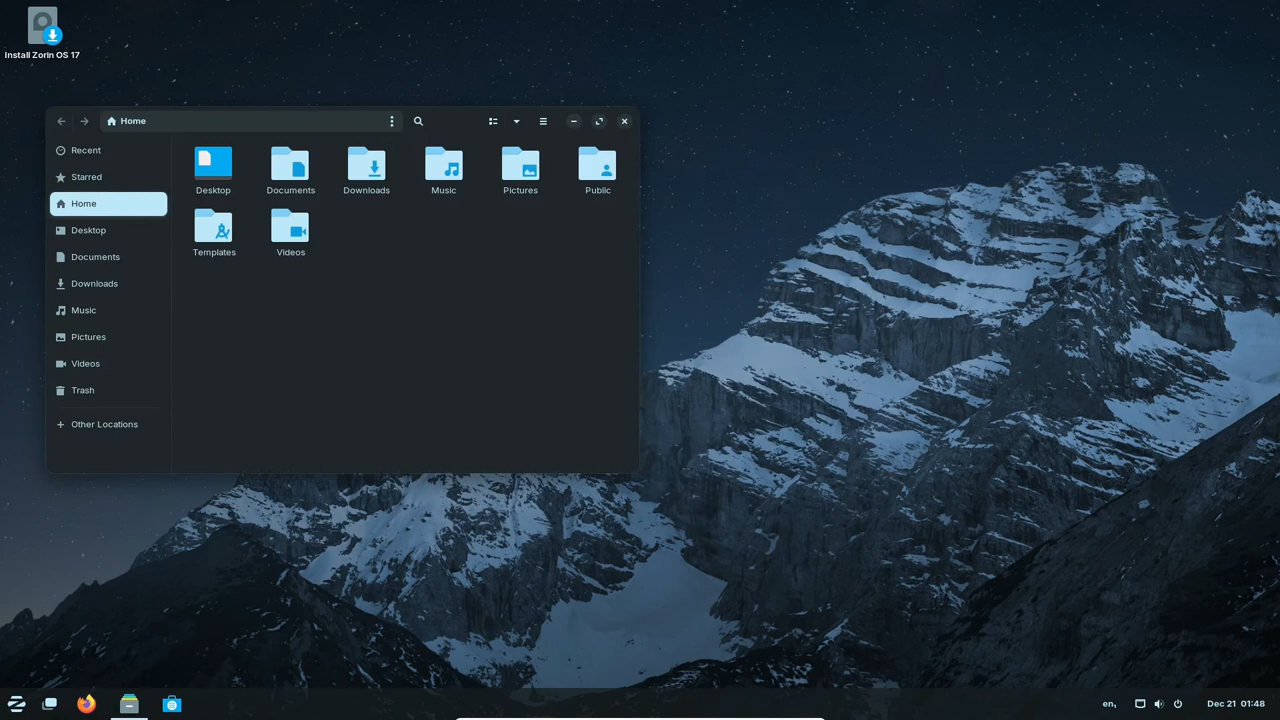 Install Zorin OS 17
Home
Recent
Starred
Home
Desktop
Documents
Downloads
Music
Pictures
Videos
Trash
Other Locations
Desktop
Documents
Downloads
Music
Pictures
Public
Templates
Videos
en₁
Dec 21 01:48